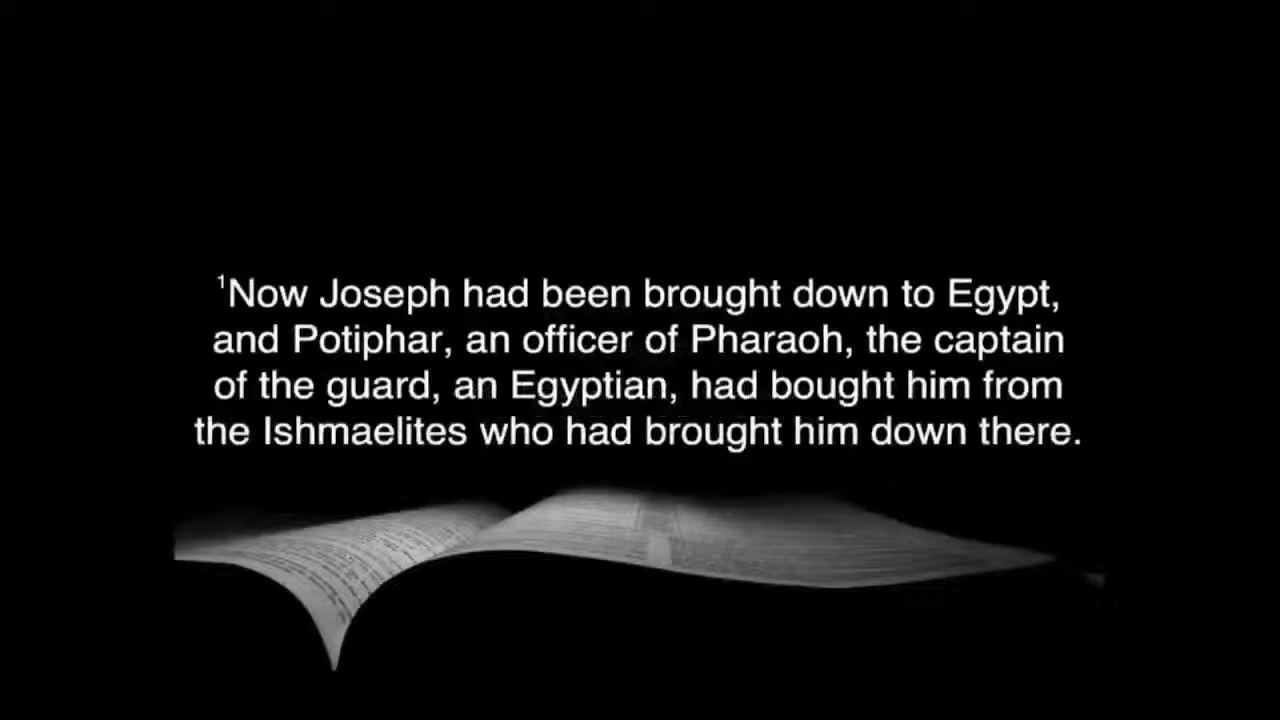 ¹Now Joseph had been brought down to Egypt,
and Potiphar, an officer of Pharaoh, the captain
of the guard, an Egyptian, had bought him from
the Ishmaelites who had brought him down there.